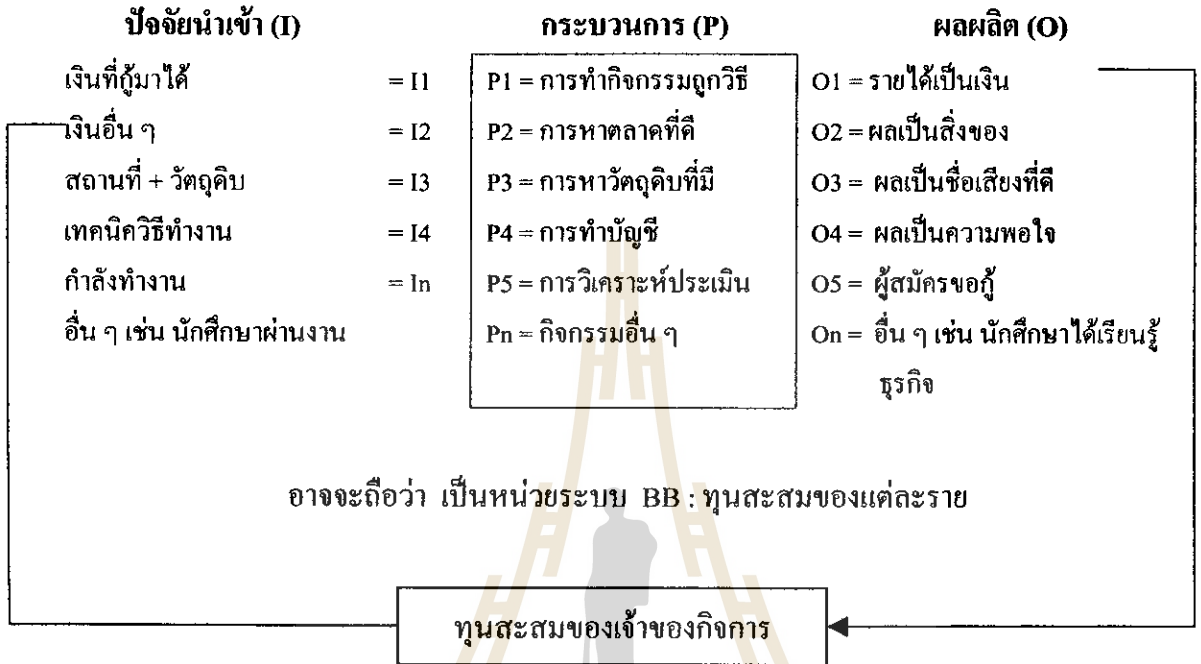 ปัจจัยนำเข้า (I) กระบวนการ (P) ผลผลิต (O)
เงินที่กู้มาได้ = I1 P1 = การทำกิจกรรมถูกวิธี O1 = รายได้เป็นเงิน
เงินอื่น ๆ = I2 P2 = การหาตลาดที่ดี O2 = ผลเป็นสิ่งของ
สถานที่ + วัตถุดิบ = I3 P3 = การหาวัตถุดิบที่มี O3 = ผลเป็นชื่อเสียงที่ดี
เทคนิควิธีทำงาน = I4 P4 = การทำบัญชี O4 = ผลเป็นความพอใจ
กำลังทำงาน = In P5 = การวิเคราะห์ประเมิน O5 = ผู้สมัครขอกู้
อื่น ๆ เช่น นักศึกษาผ่านงาน Pn = กิจกรรมอื่น ๆ On = อื่น ๆ เช่น นักศึกษาได้เรียนรู้
ธุรกิจ
อาจจะถือว่า เป็นหน่วยระบบ BB : ทุนสะสมของแต่ละราย
ทุนสะสมของเจ้าของกิจการ